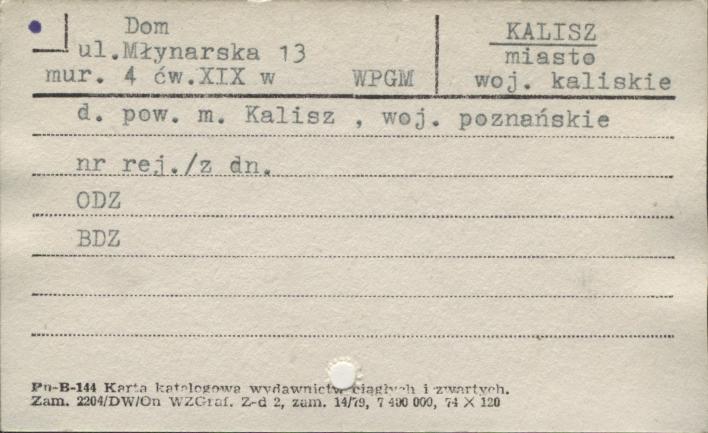 Dom
ul.Młynarska 13
mur. 4 ćw.XIX w WPGM
KALISZ
miasto
woj. kaliskie
d. pow. m. Kalisz , woj. poznańskie
nr rej./z dn.
ODZ
BDZ
Pu-B-144 Karta katalogowa wydawnictw ciągłych i zwartych.
Zam. 2204/DW/On WZGraf. Z-d 2, zam. 14/79, 7 400 000, 74 X 120